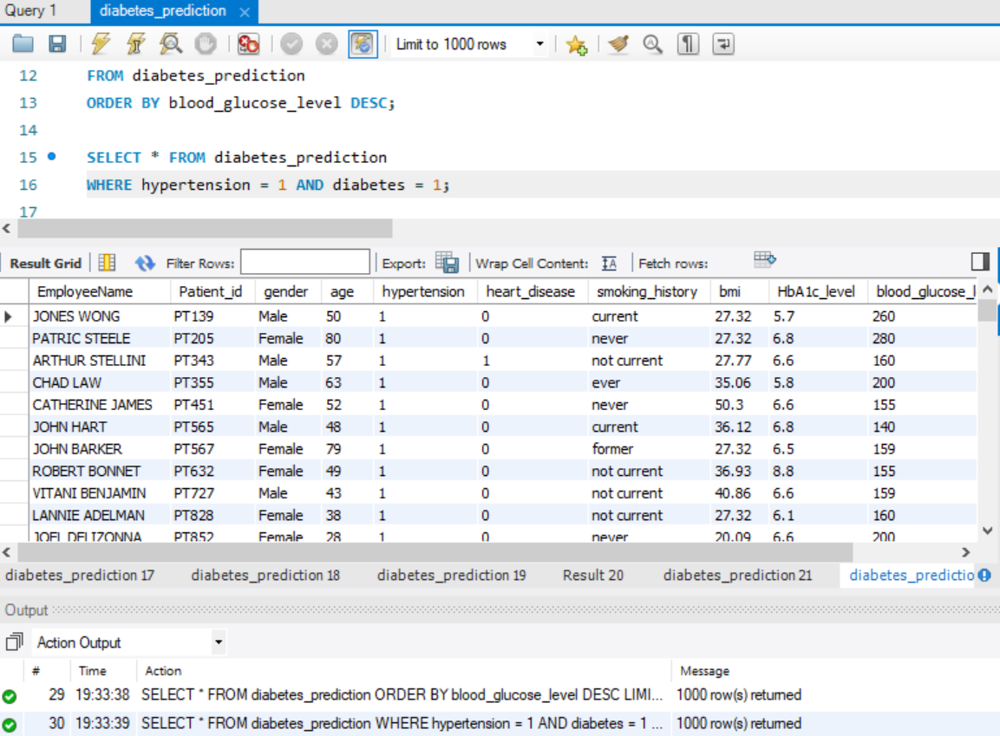 Query 1 diabetes_prediction
Limit to 1000 rows
12 FROM diabetes_prediction
13 ORDER BY blood_glucose_level DESC;
14
15 SELECT * FROM diabetes_prediction
16 WHERE hypertension = 1 AND diabetes = 1;
17
Result Grid Filter Rows: Export: Wrap Cell Content: IA Fetch rows:
EmployeeName Patient_id gender age hypertension heart_disease smoking_history bmi HbA1c_level blood_glucose_l
JONES WONG PT139 Male 50 1 0 current 27.32 5.7 260
PATRIC STEELE PT205 Female 80 1 0 never 27.32 6.8 280
ARTHUR STELLINI PT343 Male 57 1 1 not current 27.77 6.6 160
CHAD LAW PT355 Male 63 1 0 ever 35.06 5.8 200
CATHERINE JAMES PT451 Female 52 1 0 never 50.3 6.6 155
JOHN HART PT565 Male 48 1 0 current 36.12 6.8 140
JOHN BARKER PT567 Female 79 1 0 former 27.32 6.5 159
ROBERT BONNET PT632 Female 49 1 0 not current 36.93 8.8 155
VITANI BENJAMIN PT727 Male 43 1 0 not current 40.86 6.6 159
LANNIE ADELMAN PT828 Female 38 1 0 not current 27.32 6.1 160
JOEL DELIZONNA PT852 Female 28 1 0 never 20.09 6.6 200
diabetes_prediction 17 diabetes_prediction 18 diabetes_prediction 19 Result 20 diabetes_prediction 21 diabetes_predictio
Output
Action Output
# Time Action Message
29 19:33:38 SELECT * FROM diabetes_prediction ORDER BY blood_glucose_level DESC LIMI... 1000 row(s) returned
30 19:33:39 SELECT * FROM diabetes_prediction WHERE hypertension = 1 AND diabetes = 1 ... 1000 row(s) returned